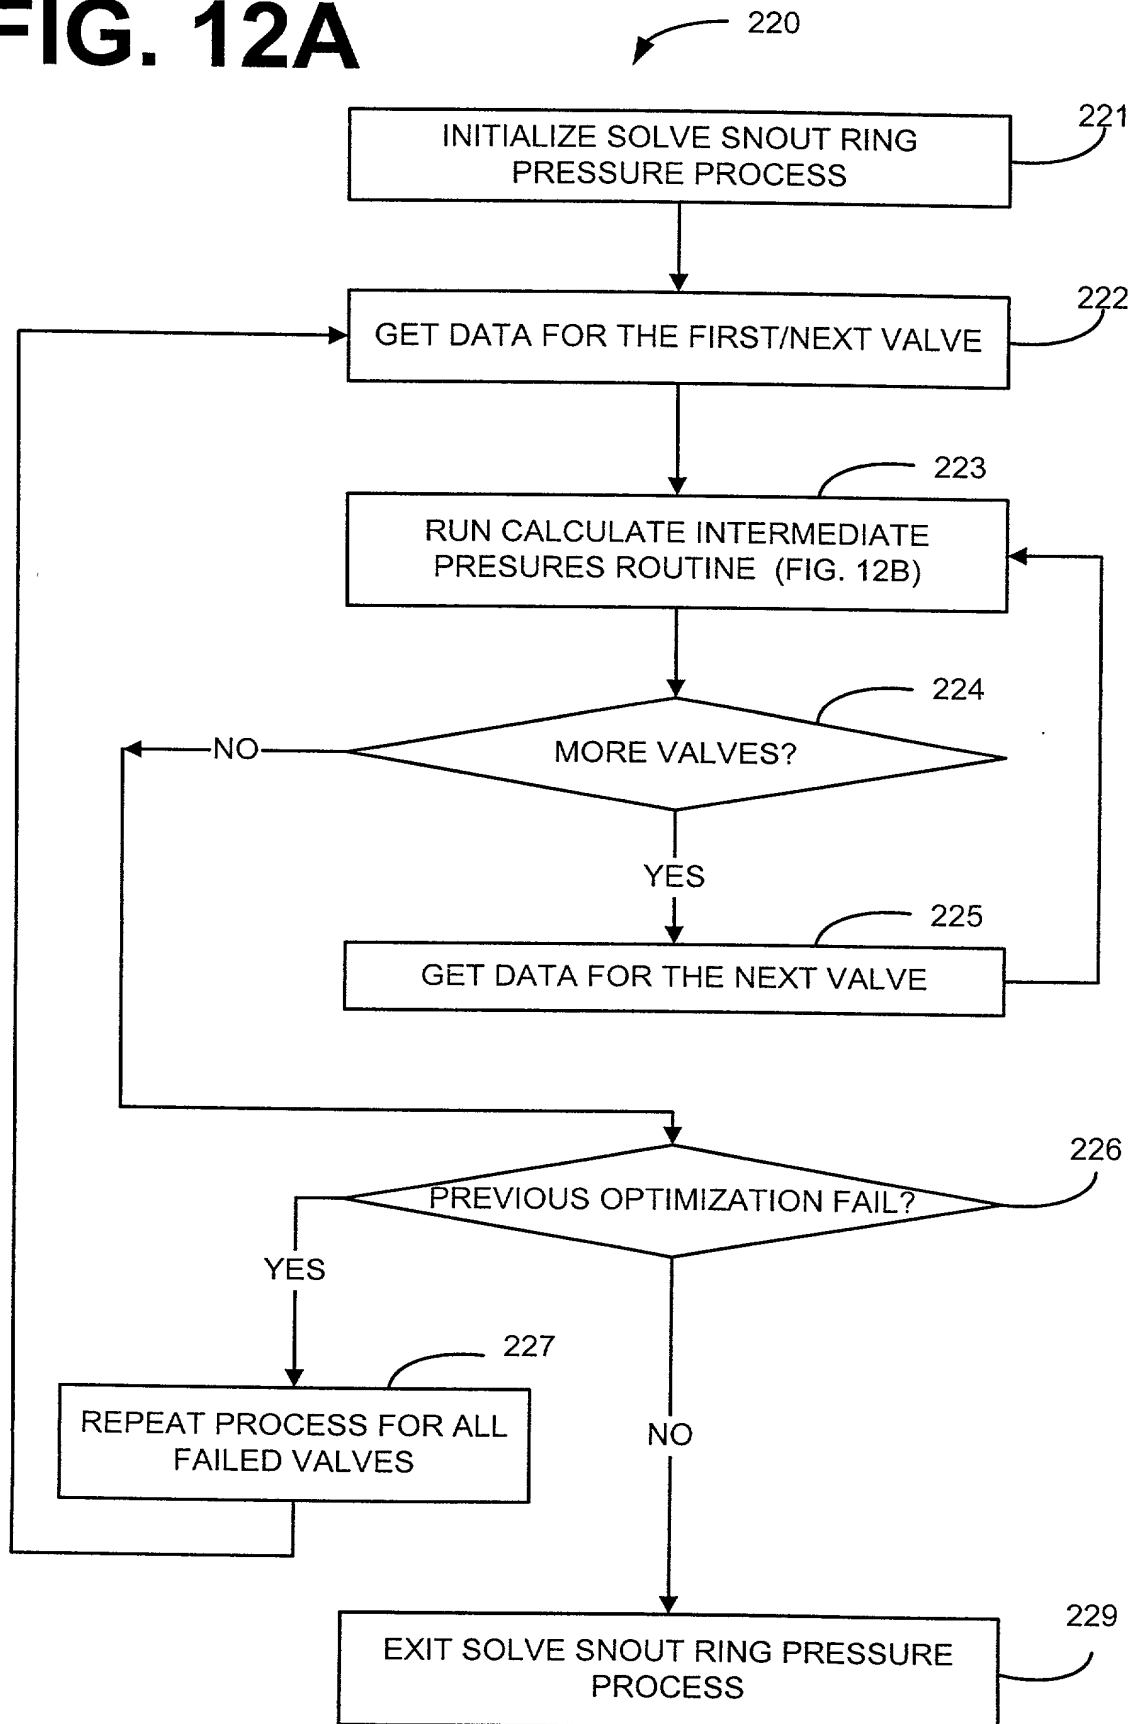 FIG. 12A
220
INITIALIZE SOLVE SNOUT RING
PRESSURE PROCESS
221
GET DATA FOR THE FIRST/NEXT VALVE
222
223
RUN CALCULATE INTERMEDIATE
PRESURES ROUTINE (FIG. 12B)
224
MORE VALVES?
NO
YES
225
GET DATA FOR THE NEXT VALVE
226
PREVIOUS OPTIMIZATION FAIL?
YES
227
REPEAT PROCESS FOR ALL
FAILED VALVES
NO
229
EXIT SOLVE SNOUT RING PRESSURE
PROCESS